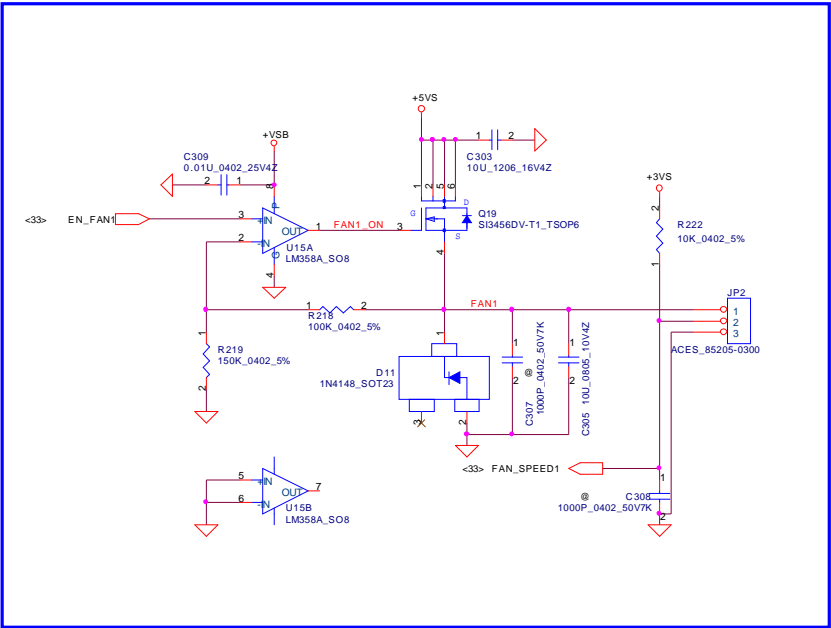 +5VS
+VSB
C309
0.01U_0402_25V4Z
2
1
8
P
1
2
C303
10U_1206_16V4Z
1
2
5
6
D
G
S
Q19
SI3456DV-T1_TSOP6
+3VS
2
R222
10K_0402_5%
1
<33>
EN_FAN1
3
+IN
2
-IN
OUT
1
FAN1_ON
3
4
U15A
LM358A_SO8
G
4
JP2
1
2
3
ACES_85205-0300
1
R218
2
100K_0402_5%
FAN1
1
R219
150K_0402_5%
2
1
D11
1N4148_SOT23
3
2
1
2
@
C307
1000P_0402_50V7K
1
2
C305
10U_0805_10V4Z
<33>
FAN_SPEED1
1
@
C308
1000P_0402_50V7K
2
5
+IN
6
-IN
OUT
7
U15B
LM358A_SO8